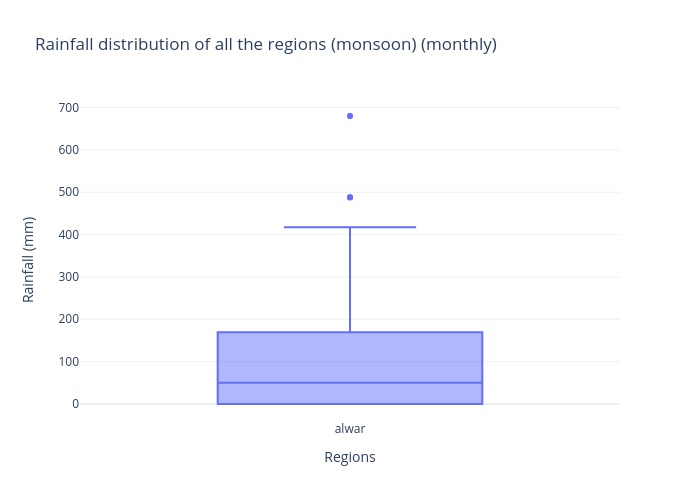 Rainfall distribution of all the regions (monsoon) (monthly)
700
600
500
400
300
200
100
0
Rainfall (mm)
alwar
Regions